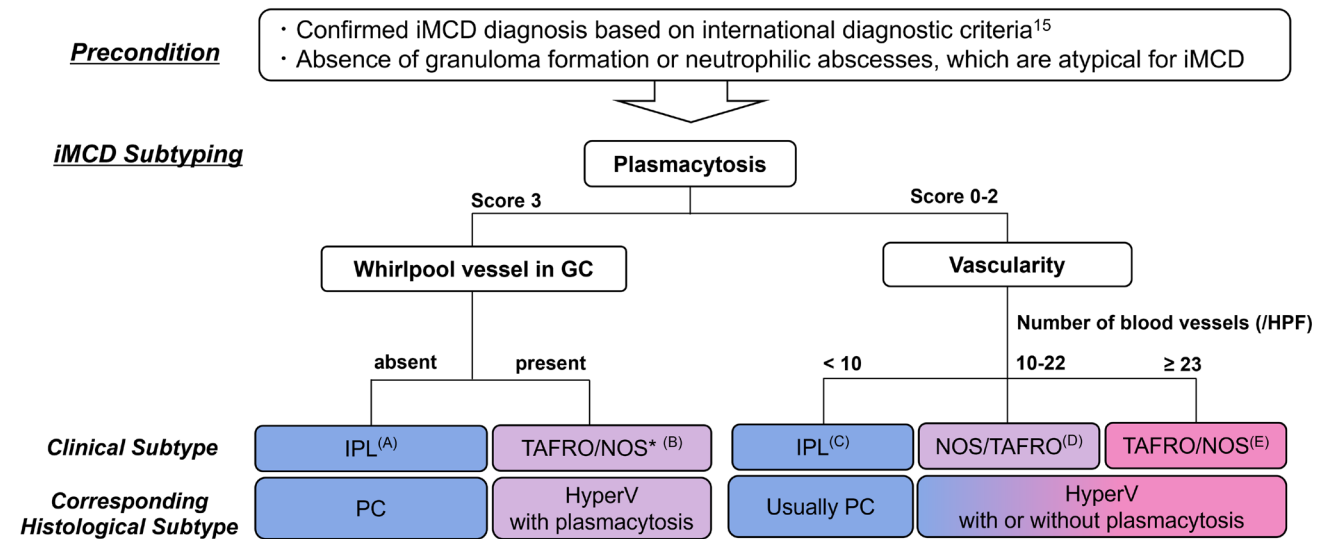 Precondition
・Confirmed iMCD diagnosis based on international diagnostic criteria15
・Absence of granuloma formation or neutrophilic abscesses, which are atypical for iMCD
iMCD Subtyping
Plasmacytosis
Score 3
Score 0-2
Whirlpool vessel in GC
Vascularity
Number of blood vessels (/HPF)
absent
present
< 10
10-22
≥ 23
Clinical Subtype
IPL(A)
TAFRO/NOS* (B)
IPL(C)
NOS/TAFRO(D)
TAFRO/NOS(E)
Corresponding
Histological Subtype
PC
HyperV
with plasmacytosis
Usually PC
HyperV
with or without plasmacytosis